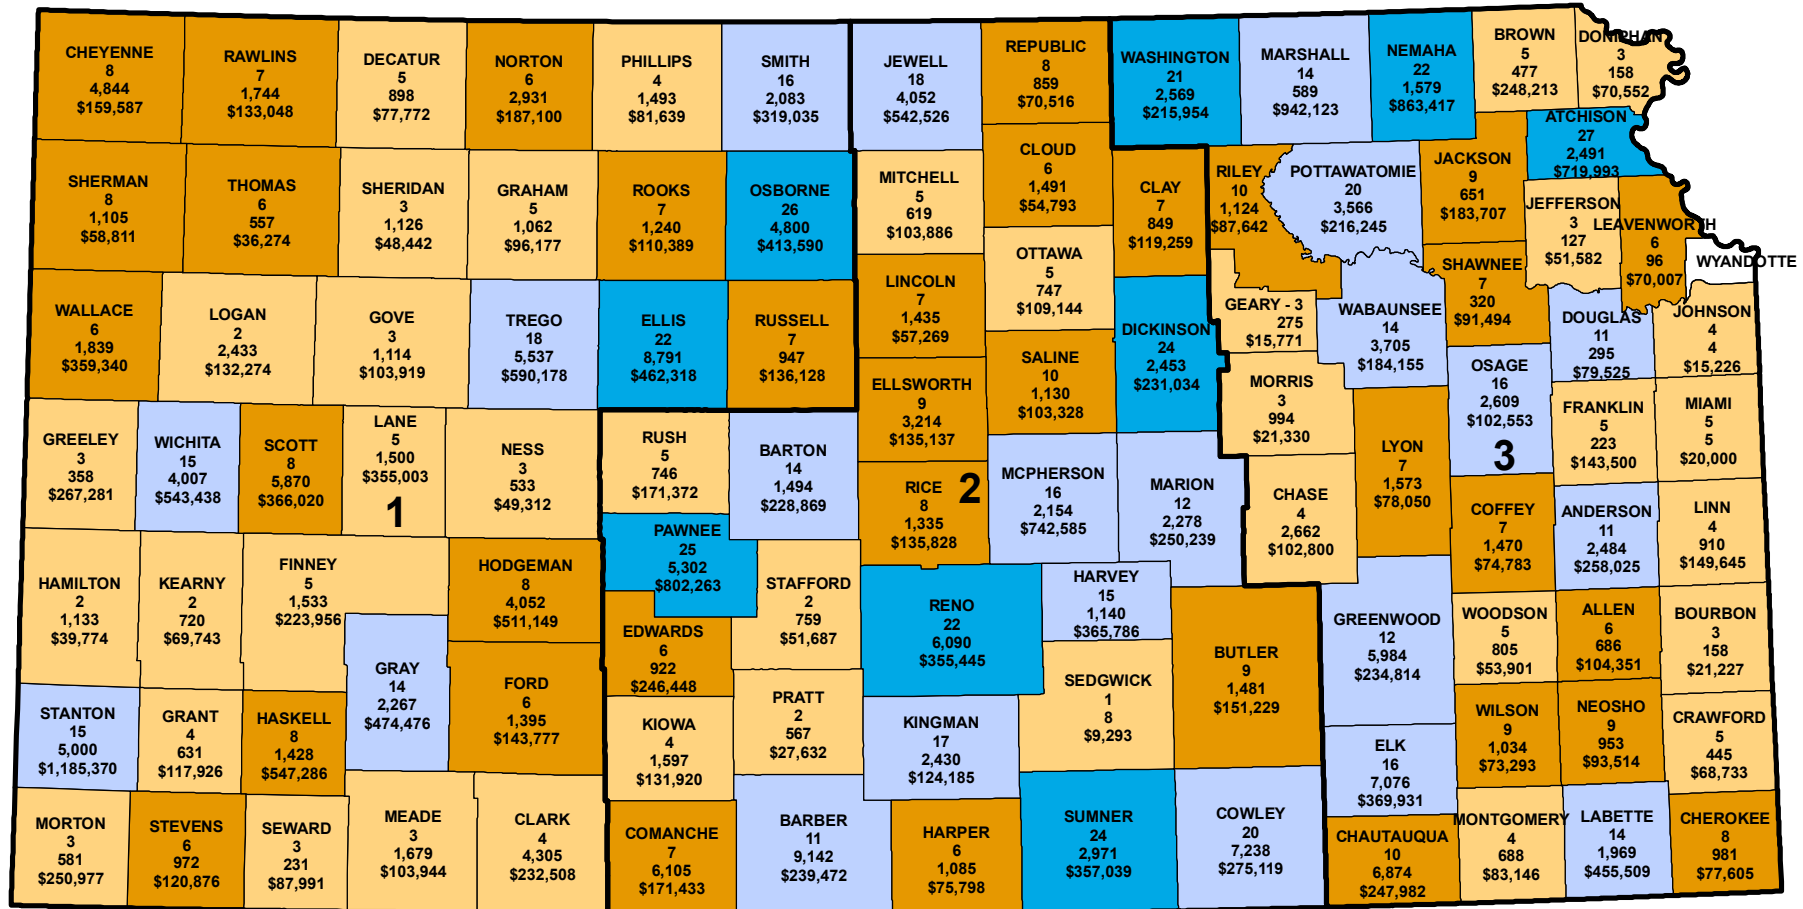 CHEYENNE
8
4,844
$159,587
RAWLINS
7
1,744
$133,048
DECATUR
5
898
$77,772
NORTON
6
2,931
$187,100
PHILLIPS
4
1,493
$81,639
SMITH
16
2,083
$319,035
JEWELL
18
4,052
$542,526
REPUBLIC
8
859
$70,516
WASHINGTON
21
2,569
$215,954
MARSHALL
14
589
$942,123
NEMAHA
22
1,579
$863,417
BROWN
5
477
$248,213
DONIPHAN
3
158
$70,552
SHERMAN
8
1,105
$58,811
THOMAS
6
557
$36,274
SHERIDAN
3
1,126
$48,442
GRAHAM
5
1,062
$96,177
ROOKS
7
1,240
$110,389
OSBORNE
26
4,800
$413,590
MITCHELL
5
619
$103,886
CLOUD
6
1,491
$54,793
CLAY
7
849
$119,259
RILEY
10
1,124
$87,642
POTTAWATOMIE
20
3,566
$216,245
JACKSON
9
651
$183,707
ATCHISON
27
2,491
$719,993
JEFFERSON
3
127
$51,582
LEAVENWORTH
6
96
$70,007
WYANDOTTE
WALLACE
6
1,839
$359,340
LOGAN
2
2,433
$132,274
GOVE
3
1,114
$103,919
TREGO
18
5,537
$590,178
ELLIS
22
8,791
$462,318
RUSSELL
7
947
$136,128
LINCOLN
7
1,435
$57,269
OTTAWA
5
747
$109,144
SALINE
10
1,130
$103,328
DICKINSON
24
2,453
$231,034
GEARY - 3
275
$15,771
WABAUNSEE
14
3,705
$184,155
SHAWNEE
7
320
$91,494
DOUGLAS
11
295
$79,525
JOHNSON
4
4
$15,226
GREELEY
3
358
$267,281
WICHITA
15
4,007
$543,438
SCOTT
8
5,870
$366,020
LANE
5
1,500
$355,003
1
NESS
3
533
$49,312
RUSH
5
746
$171,372
BARTON
14
1,494
$228,869
ELLSWORTH
9
3,214
$135,137
RICE
8
1,335
$135,828
2
MCPHERSON
16
2,154
$742,585
MARION
12
2,278
$250,239
MORRIS
3
994
$21,330
CHASE
4
2,662
$102,800
LYON
7
1,573
$78,050
OSAGE
16
2,609
$102,553
3
FRANKLIN
5
223
$143,500
MIAMI
5
5
$20,000
HAMILTON
2
1,133
$39,774
KEARNY
2
720
$69,743
FINNEY
5
1,533
$223,956
HODGEMAN
8
4,052
$511,149
PAWNEE
25
5,302
$802,263
STAFFORD
2
759
$51,687
RENO
22
6,090
$355,445
HARVEY
15
1,140
$365,786
COFFEY
7
1,470
$74,783
ANDERSON
11
2,484
$258,025
LINN
4
910
$149,645
GRAY
14
2,267
$474,476
EDWARDS
6
922
$246,448
SEDGWICK
1
8
$9,293
BUTLER
9
1,481
$151,229
GREENWOOD
12
5,984
$234,814
WOODSON
5
805
$53,901
ALLEN
6
686
$104,351
BOURBON
3
158
$21,227
STANTON
15
5,000
$1,185,370
GRANT
4
631
$117,926
HASKELL
8
1,428
$547,286
FORD
6
1,395
$143,777
KIOWA
4
1,597
$131,920
PRATT
2
567
$27,632
KINGMAN
17
2,430
$124,185
ELK
16
7,076
$369,931
WILSON
9
1,034
$73,293
NEOSHO
9
953
$93,514
CRAWFORD
5
445
$68,733
MORTON
3
581
$250,977
STEVENS
6
972
$120,876
SEWARD
3
231
$87,991
MEADE
3
1,679
$103,944
CLARK
4
4,305
$232,508
COMANCHE
7
6,105
$171,433
BARBER
11
9,142
$239,472
HARPER
6
1,085
$75,798
SUMNER
24
2,971
$357,039
COWLEY
20
7,238
$275,119
CHAUTAUQUA
10
6,874
$247,982
MONTGOMERY
4
688
$83,146
LABETTE
14
1,969
$455,509
CHEROKEE
8
981
$77,605